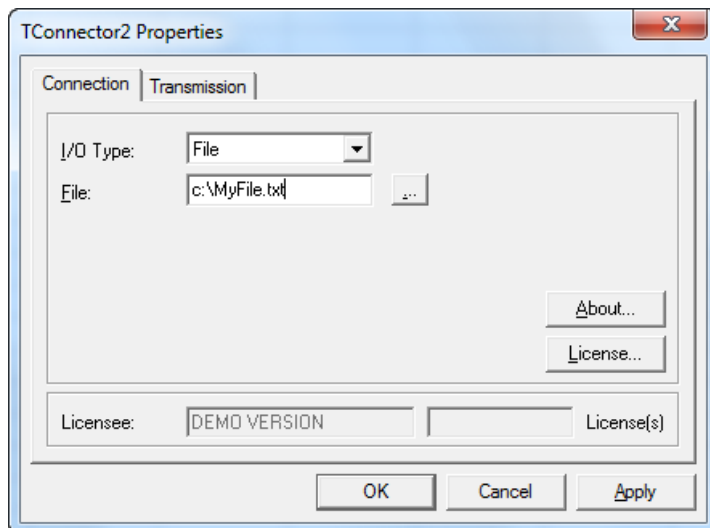 TConnector2 Properties
Connection Transmission
I/O Type: File
File: c:\MyFile.txt ...
About...
License...
Licensee: DEMO VERSION License(s)
OK Cancel Apply